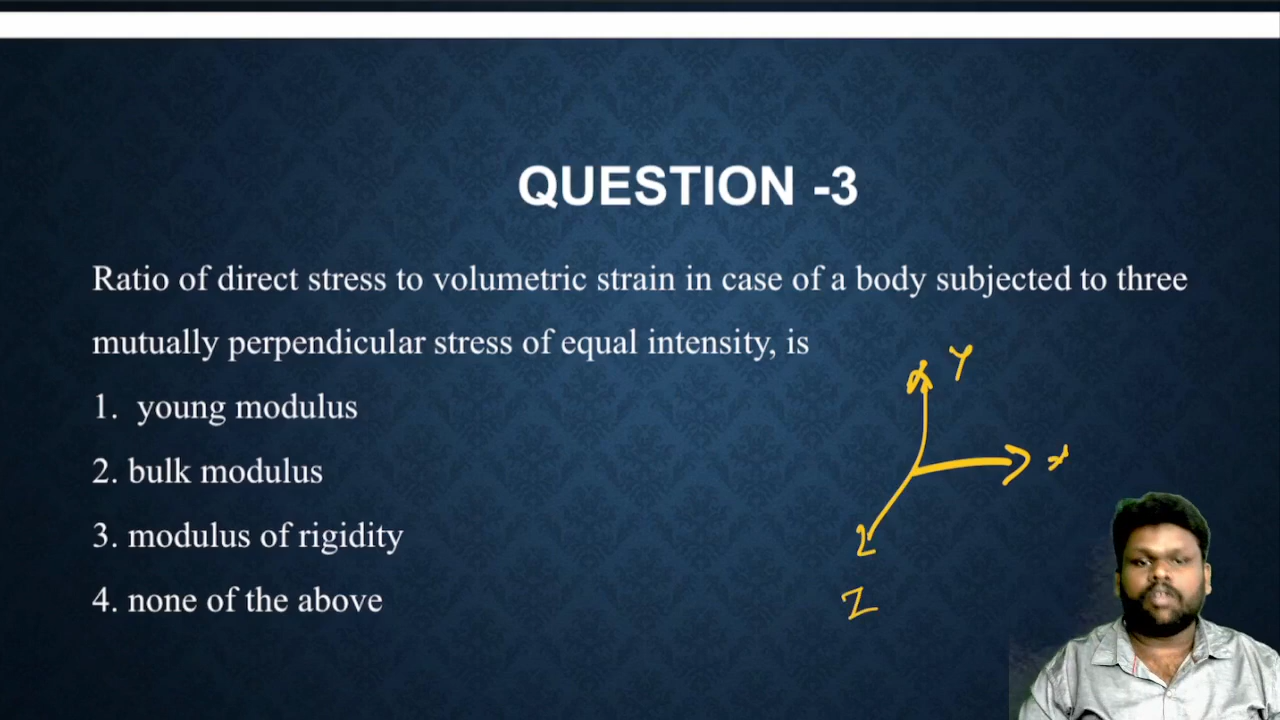 QUESTION -3
Ratio of direct stress to volumetric strain in case of a body subjected to three
mutually perpendicular stress of equal intensity, is
1. young modulus
2. bulk modulus
3. modulus of rigidity
4. none of the above
Y
x
Z